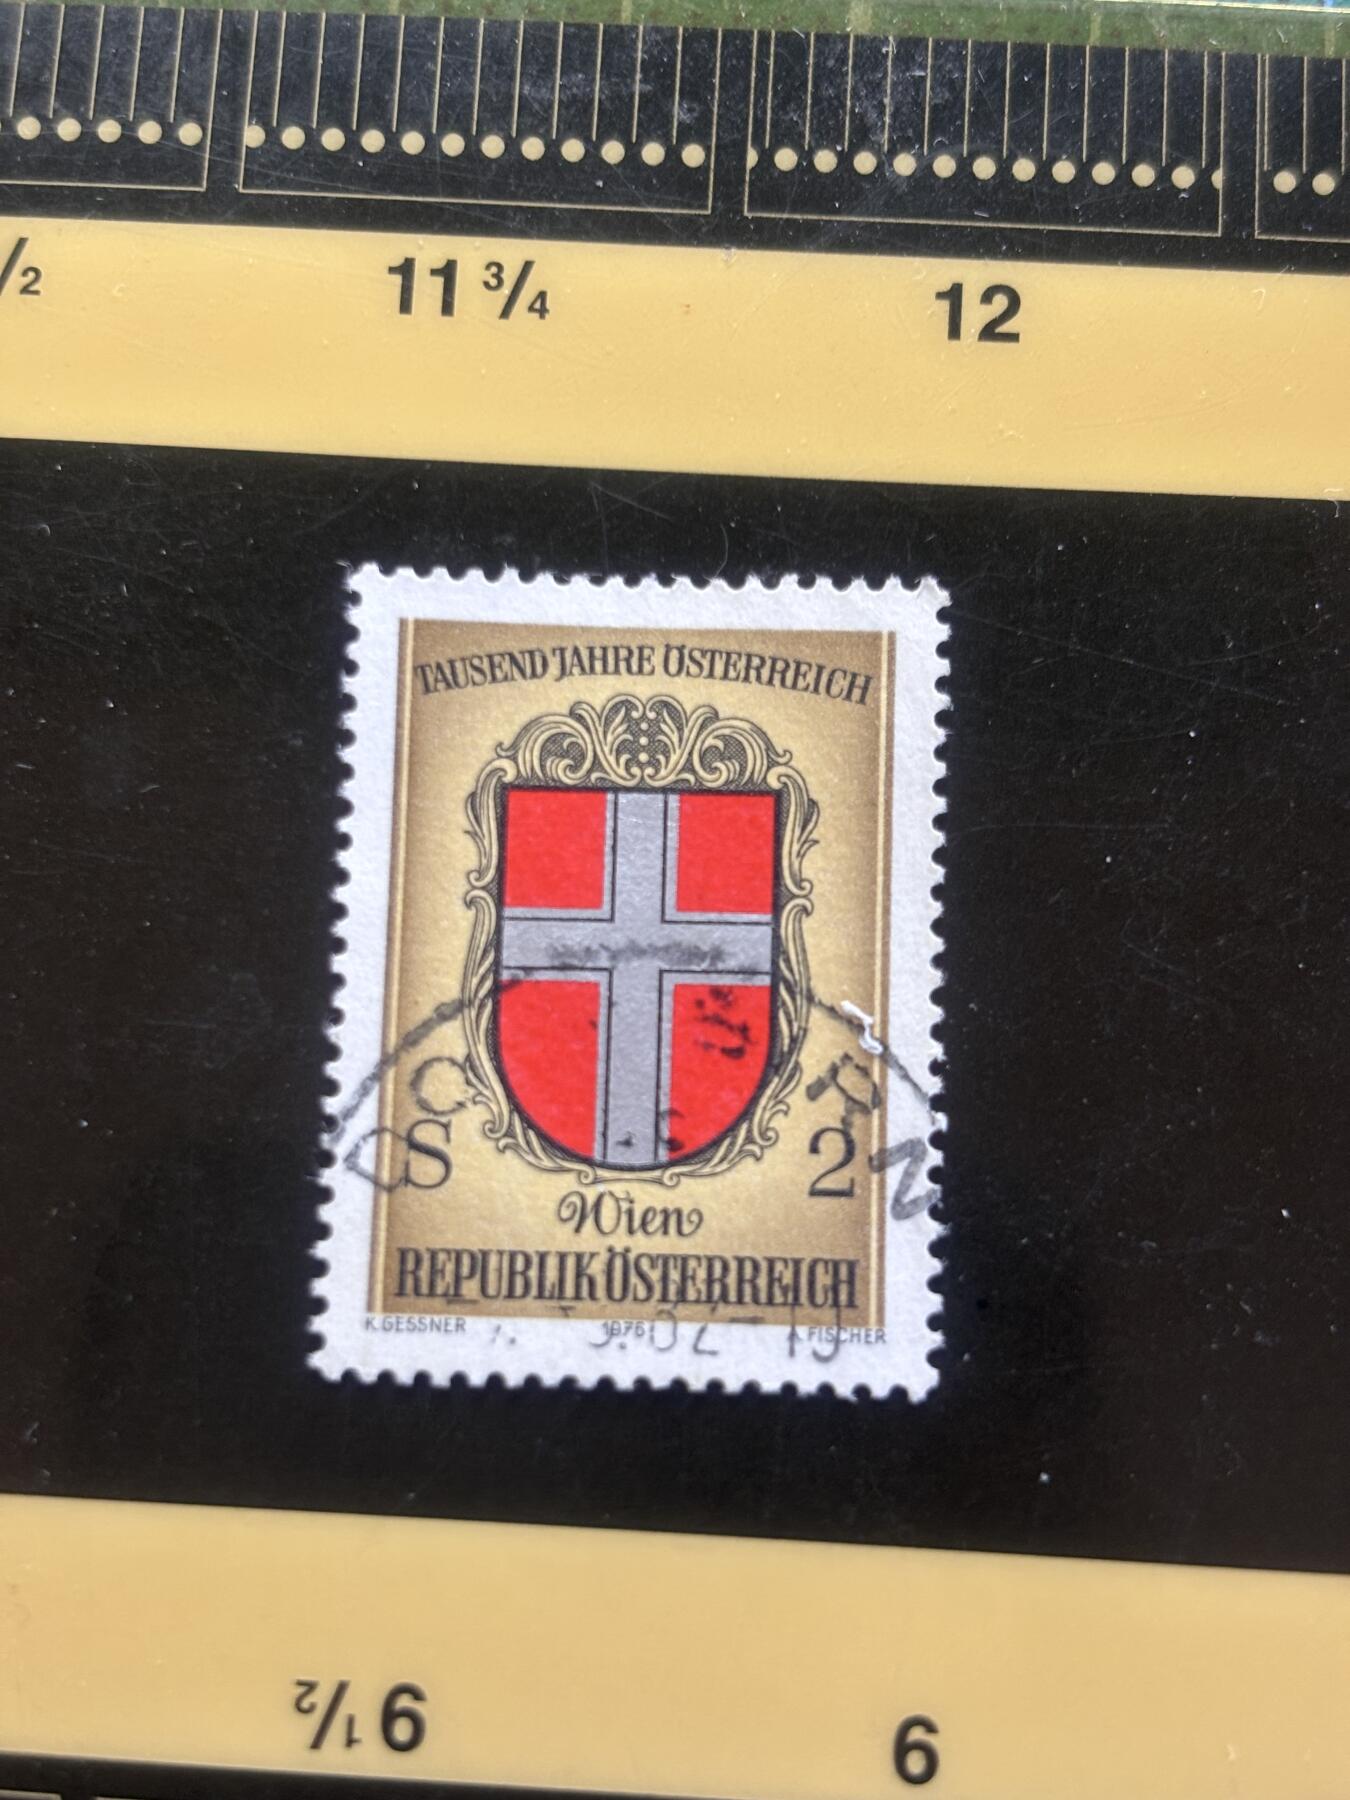 11 3/4
12
TAUSEND JAHRE ÖSTERREICH
S 2
Wien
REPUBLIK ÖSTERREICH
K. GESSNER 1976 A. FISCHER
9 1/2
9